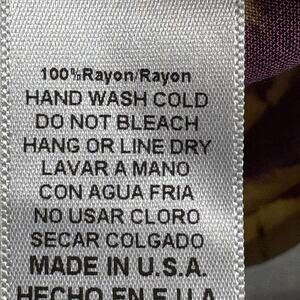 100%Rayon/Rayon
HAND WASH COLD
DO NOT BLEACH
HANG OR LINE DRY
LAVAR A MANO
CON AGUA FRIA
NO USAR CLORO
SECAR COLGADO
MADE IN U.S.A.
HECHO EN E.U.A